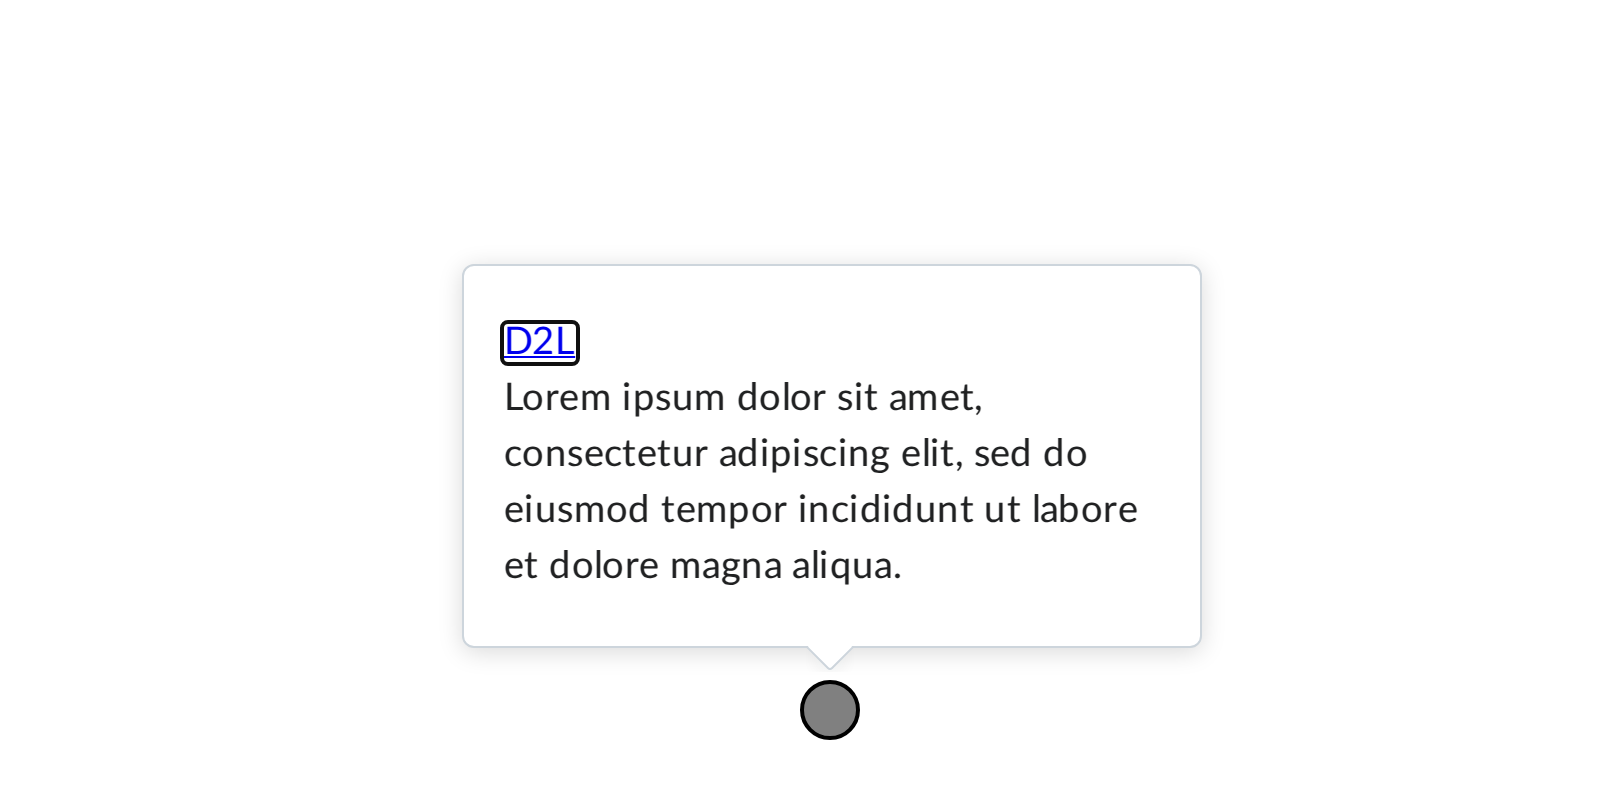 D2L
Lorem ipsum dolor sit amet,
consectetur adipiscing elit, sed do
eiusmod tempor incididunt ut labore
et dolore magna aliqua.